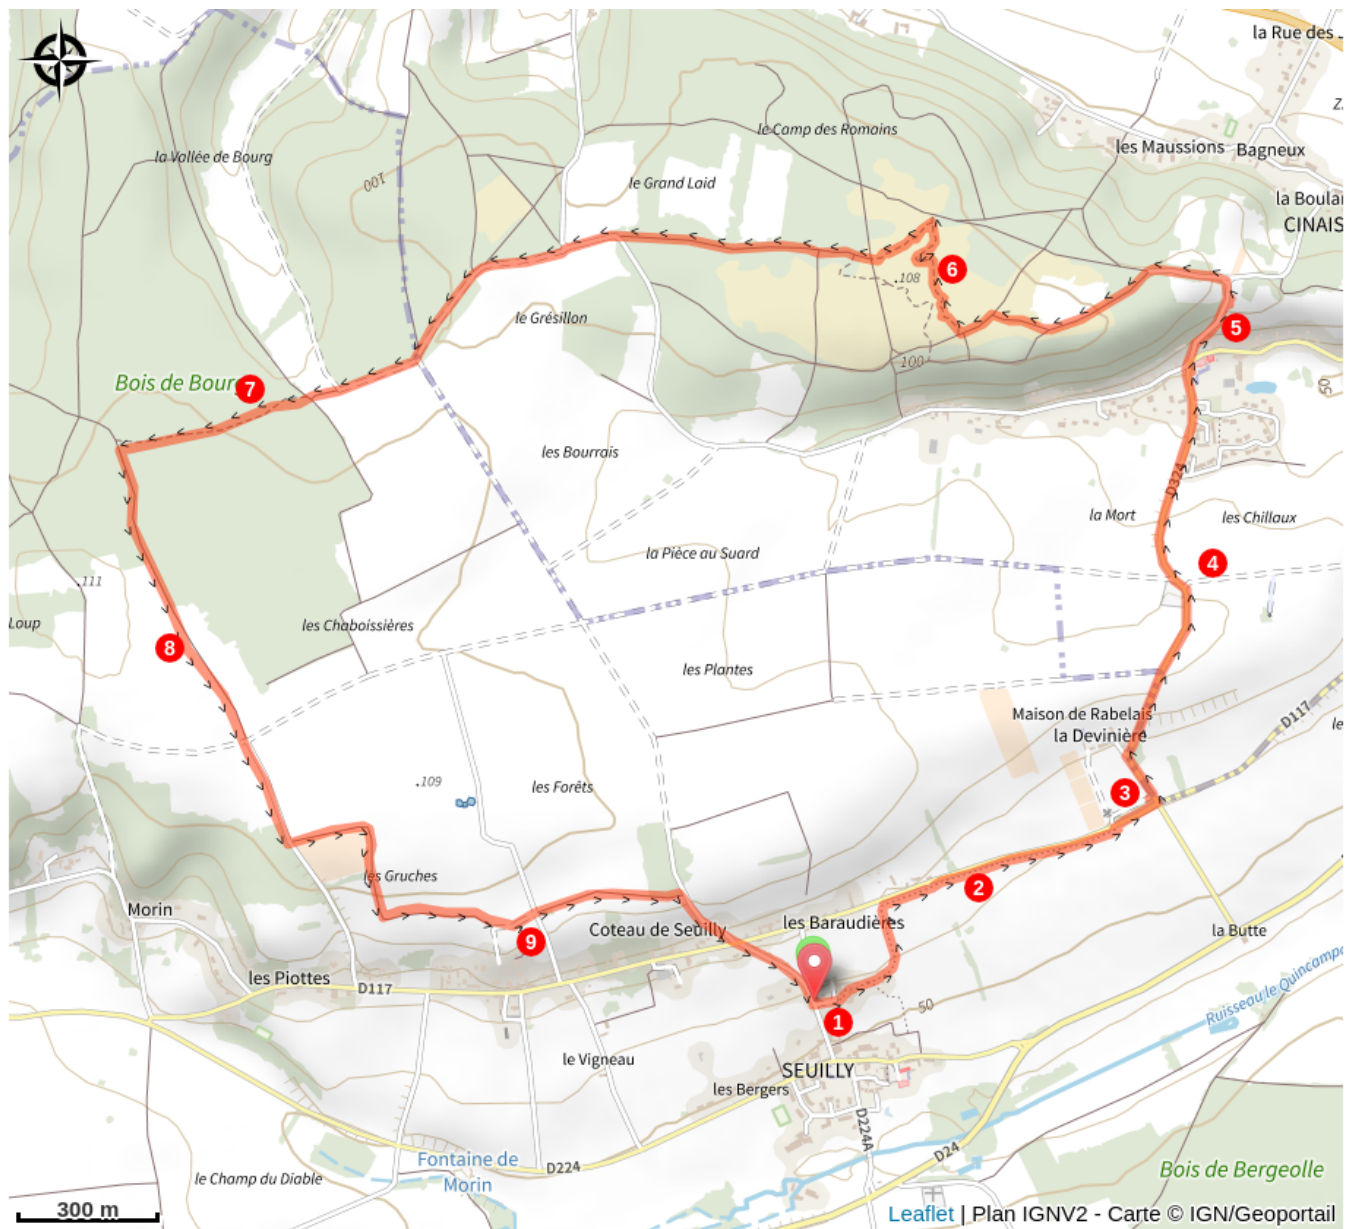 la Rue des J
Z.
le Camp des Romains
les Maussions
Bagneux
la Vallée de Bourg
100
le Grand Laid
la Boular
CINAIS
6
.108
le Grésillon
5
100
Bois de Bour
7
50
les Bourrais
D324
la Mort
les Chillaux
la Pièce au Suard
4
.111
Loup
les Chaboissières
8
les Plantes
Maison de Rabelais
la Devinière
D117
le
.109
les Forêts
3
les Gruches
2
Morin
Coteau de Seuilly
les Baraudières
9
la Butte
les Piottes
D117
50
Ruisseau le Quincampo
1
le Vigneau
SEUILLY
les Bergers
D224A
D24
Fontaine de
Morin
D224
Bois de Bergeolle
le Champ du Diable
300 m
Leaflet | Plan IGNV2 - Carte © IGN/Geoportail